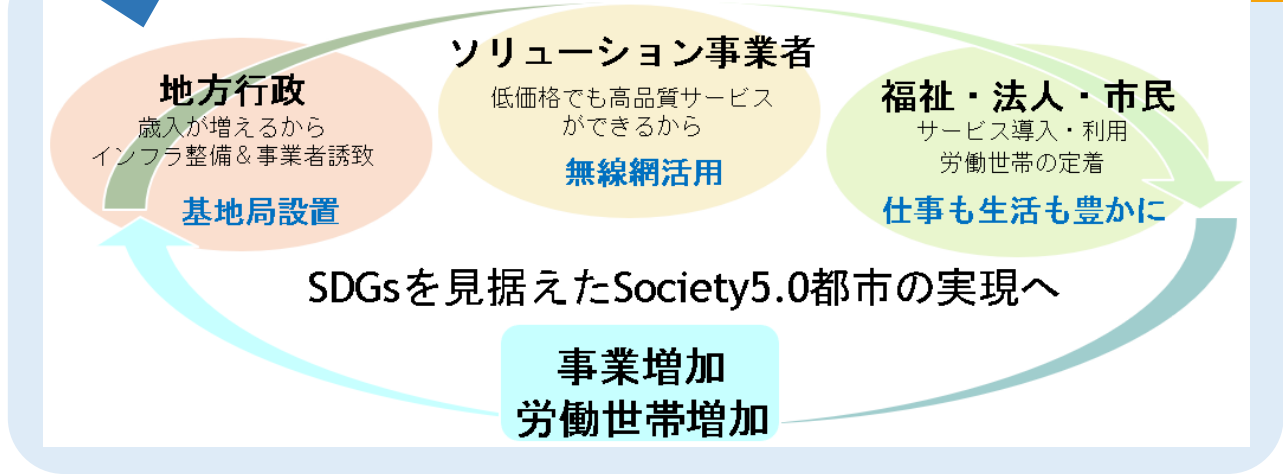 地方行政
歳入が増えるから
インフラ整備&事業者誘致
基地局設置
ソリューション事業者
低価格でも高品質サービス
ができるから
無線網活用
福祉・法人・市民
サービス導入・利用
労働世帯の定着
仕事も生活も豊かに
SDGsを見据えたSociety5.0都市の実現へ
事業増加
労働世帯増加